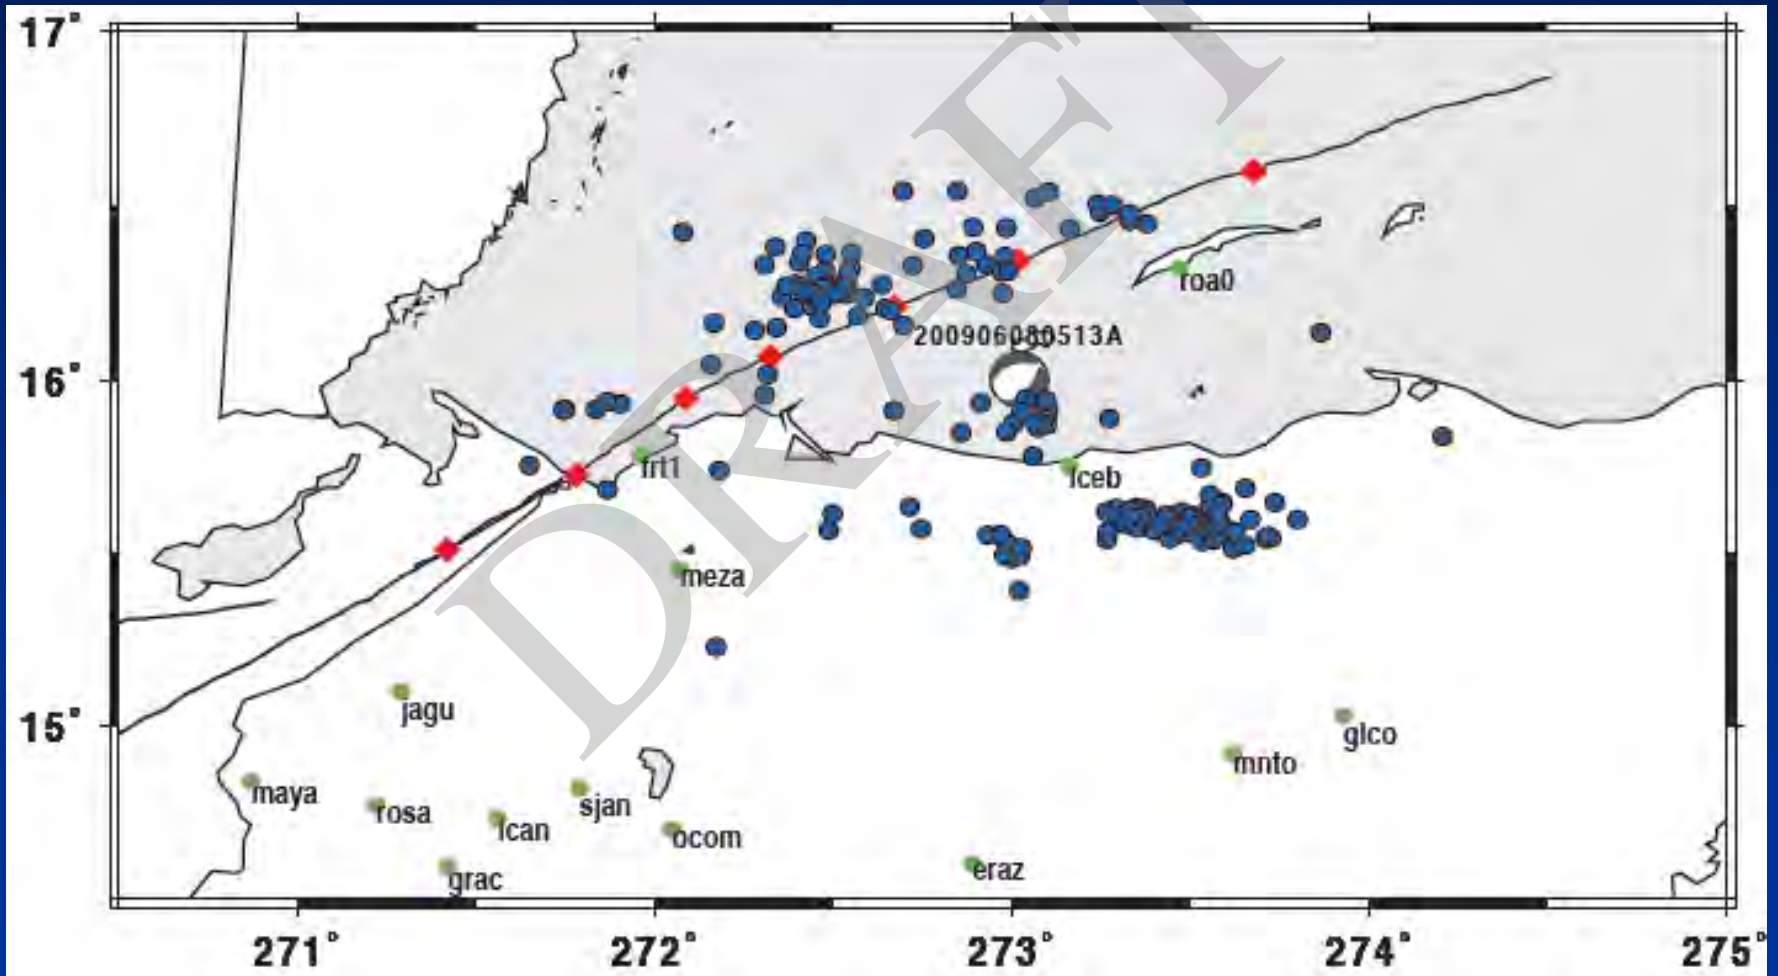 17°
16°
15°
271°
272°
273°
274°
275°
DRAFT
roa0
200906080513A
frt1
lceb
meza
jagu
glco
mnto
maya
rosa
lcan
sjan
ocom
grac
eraz